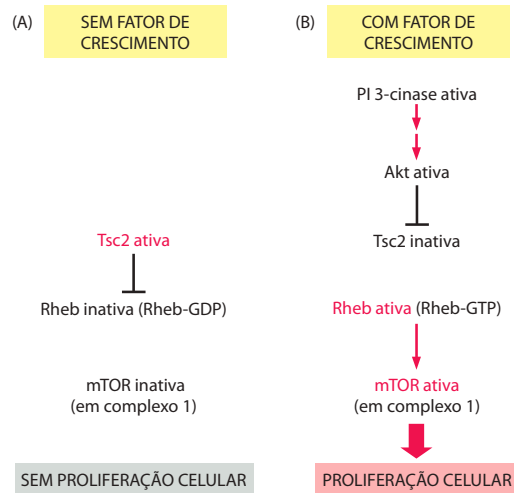 (A)
SEM FATOR DE
CRESCIMENTO
Tsc2 ativa
Rheb inativa (Rheb-GDP)
mTOR inativa
(em complexo 1)
SEM PROLIFERAÇÃO CELULAR
(B)
COM FATOR DE
CRESCIMENTO
PI 3-cinase ativa
Akt ativa
Tsc2 inativa
Rheb ativa (Rheb-GTP)
mTOR ativa
(em complexo 1)
PROLIFERAÇÃO CELULAR